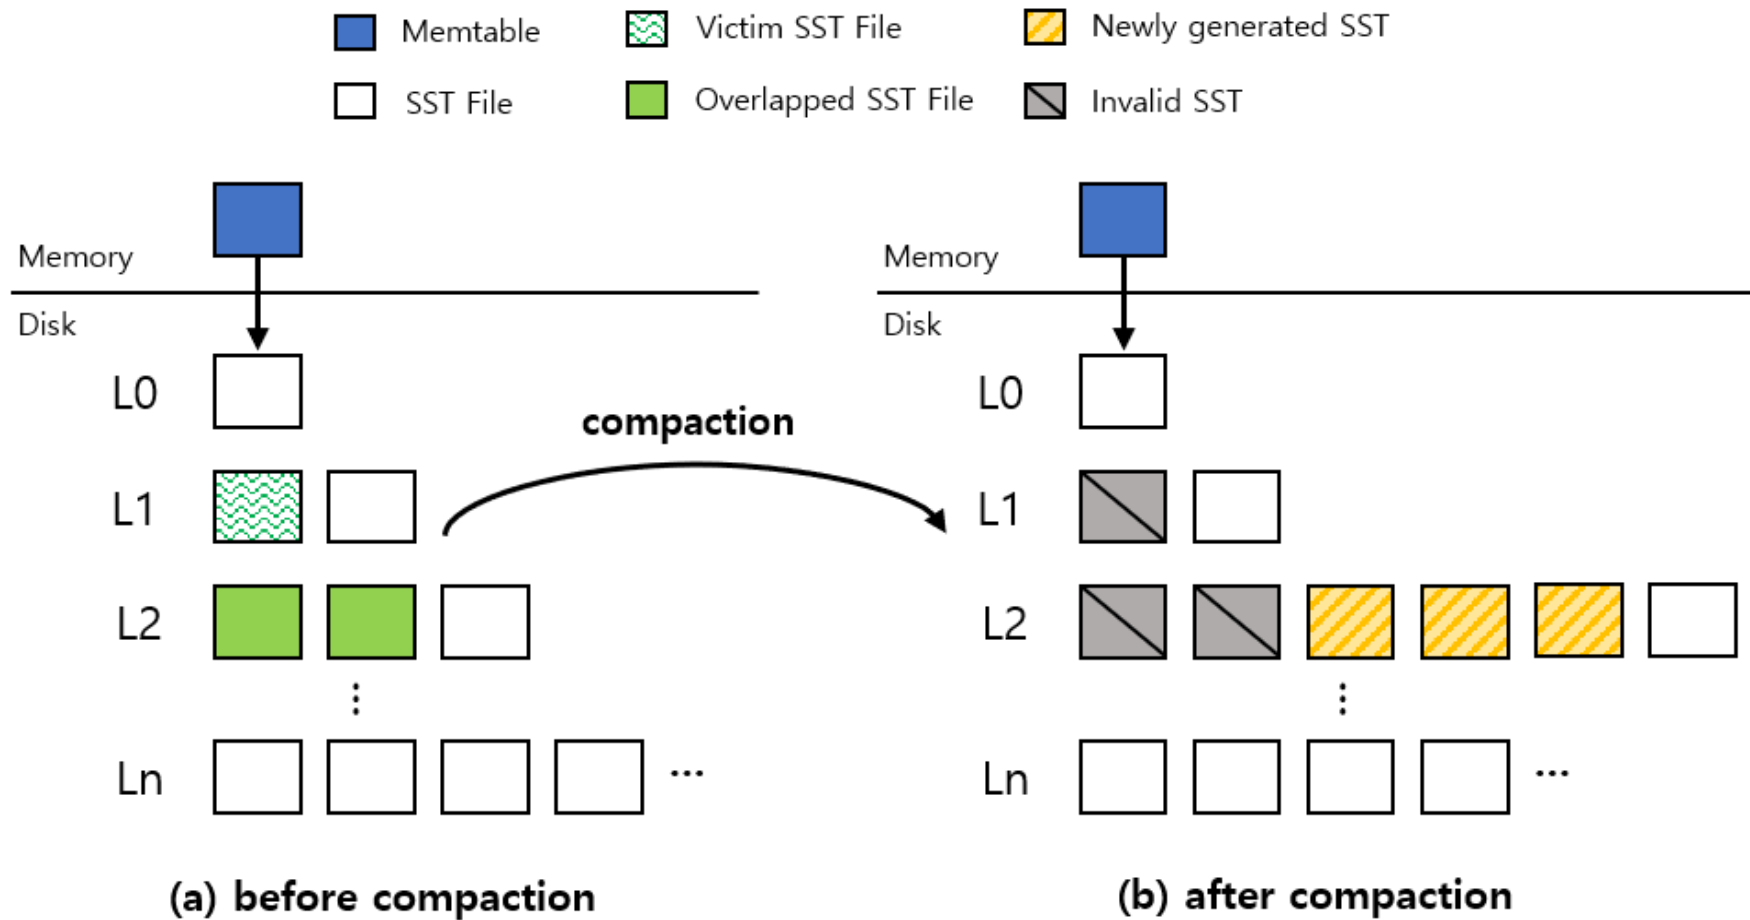 Memtable
Victim SST File
Newly generated SST
SST File
Overlapped SST File
Invalid SST
Memory
Disk
L0
L1
L2
⋮
Ln
...
(a) before compaction
compaction
Memory
Disk
L0
L1
L2
⋮
Ln
...
(b) after compaction